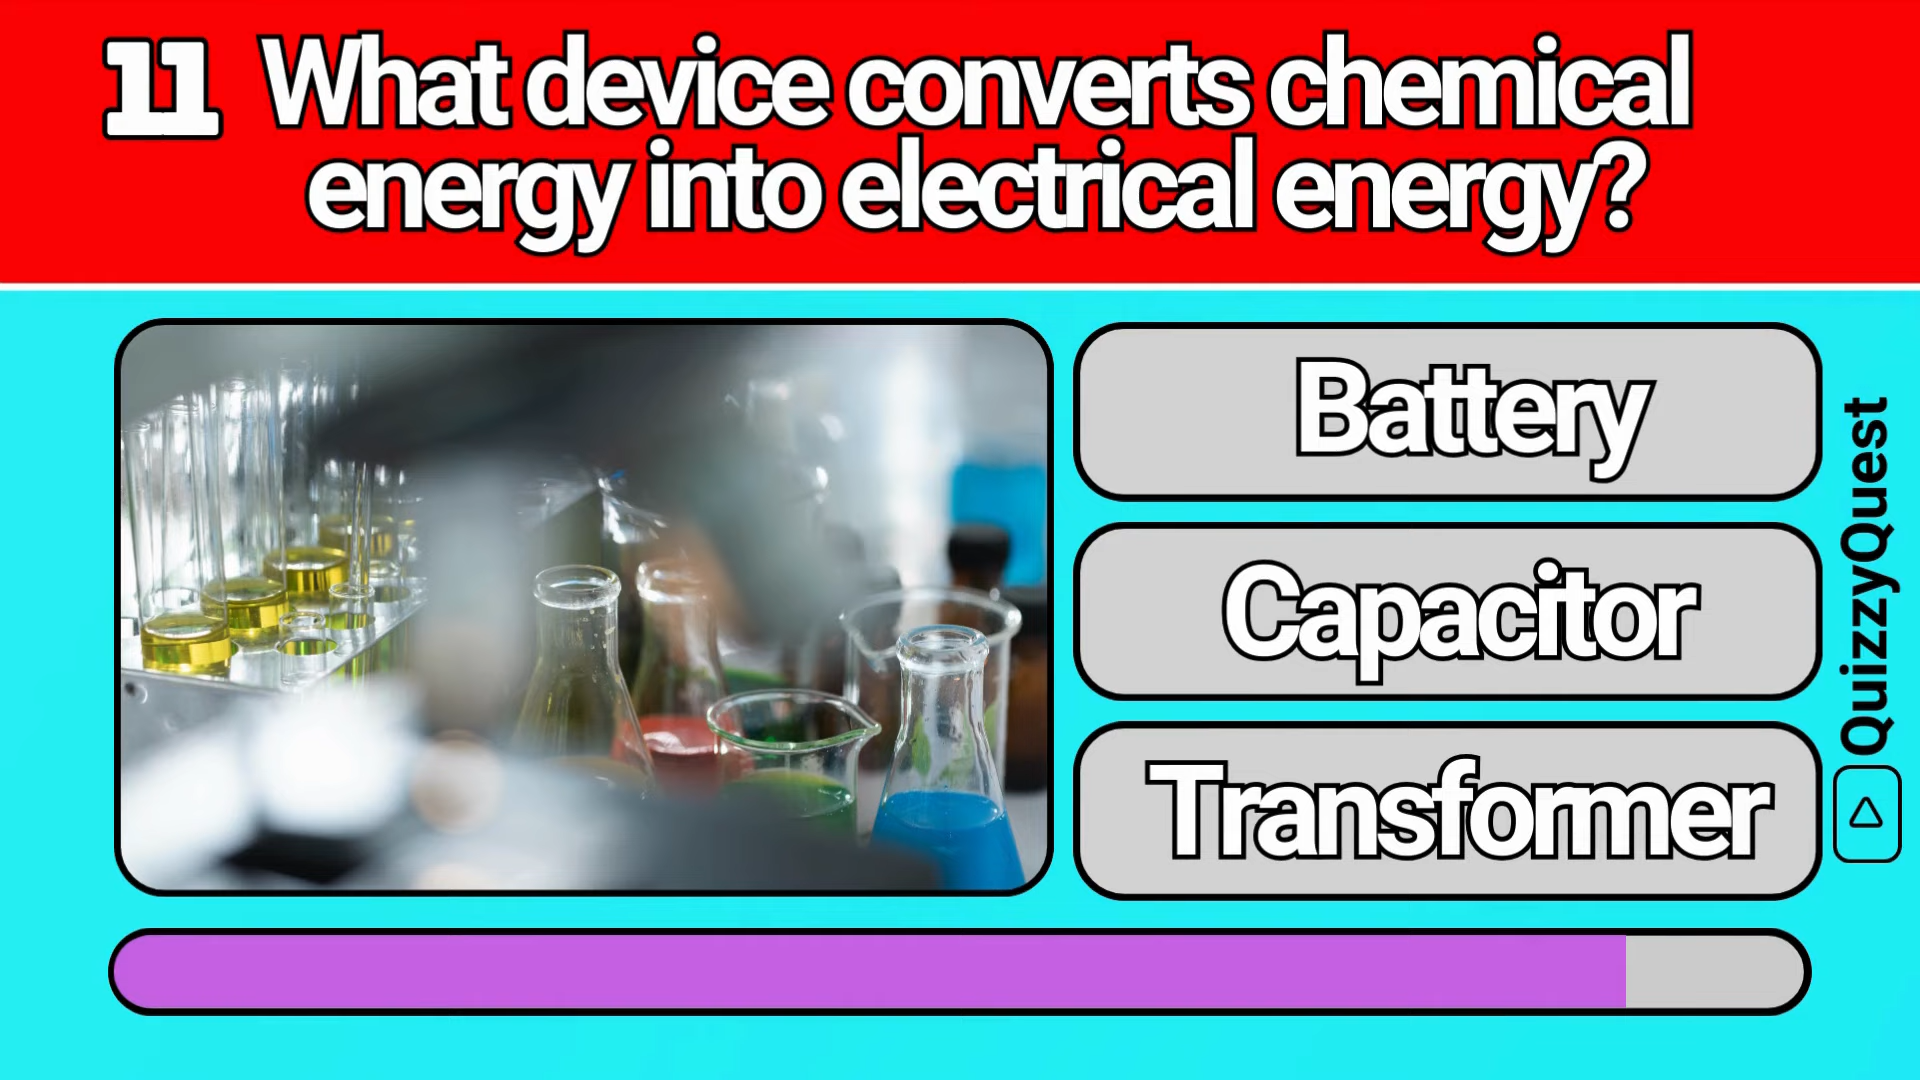 11 What device converts chemical
energy into electrical energy?
Battery
Capacitor
Transformer
QuizzyQuest